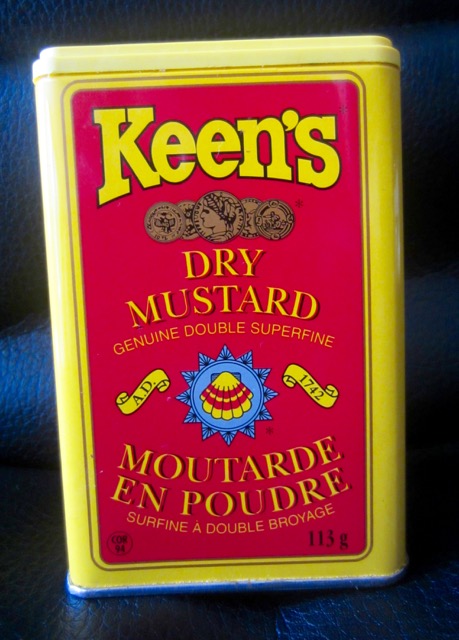 Keen's
DRY
MUSTARD
GENUINE DOUBLE SUPERFINE
A.D. 1742
MOUTARDE
EN POUDRE
SURFINE À DOUBLE BROYAGE
113 g